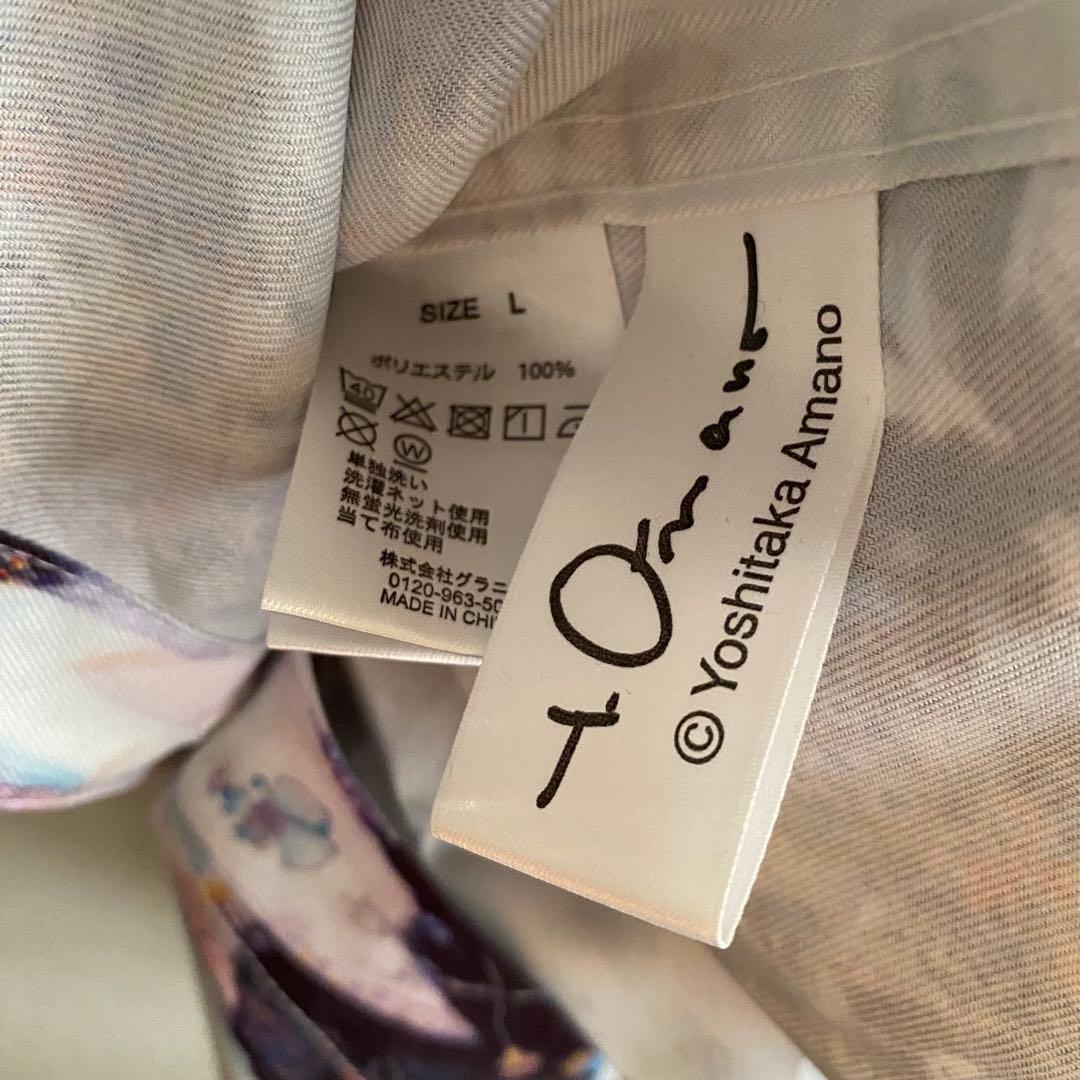 SIZE L
ポリエステル 100%
40
W
単独洗い
洗濯ネット使用
無蛍光洗剤使用
当て布使用
株式会社グラニ
0120-963-50
MADE IN CHI
Y. Amano
© Yoshitaka Amano